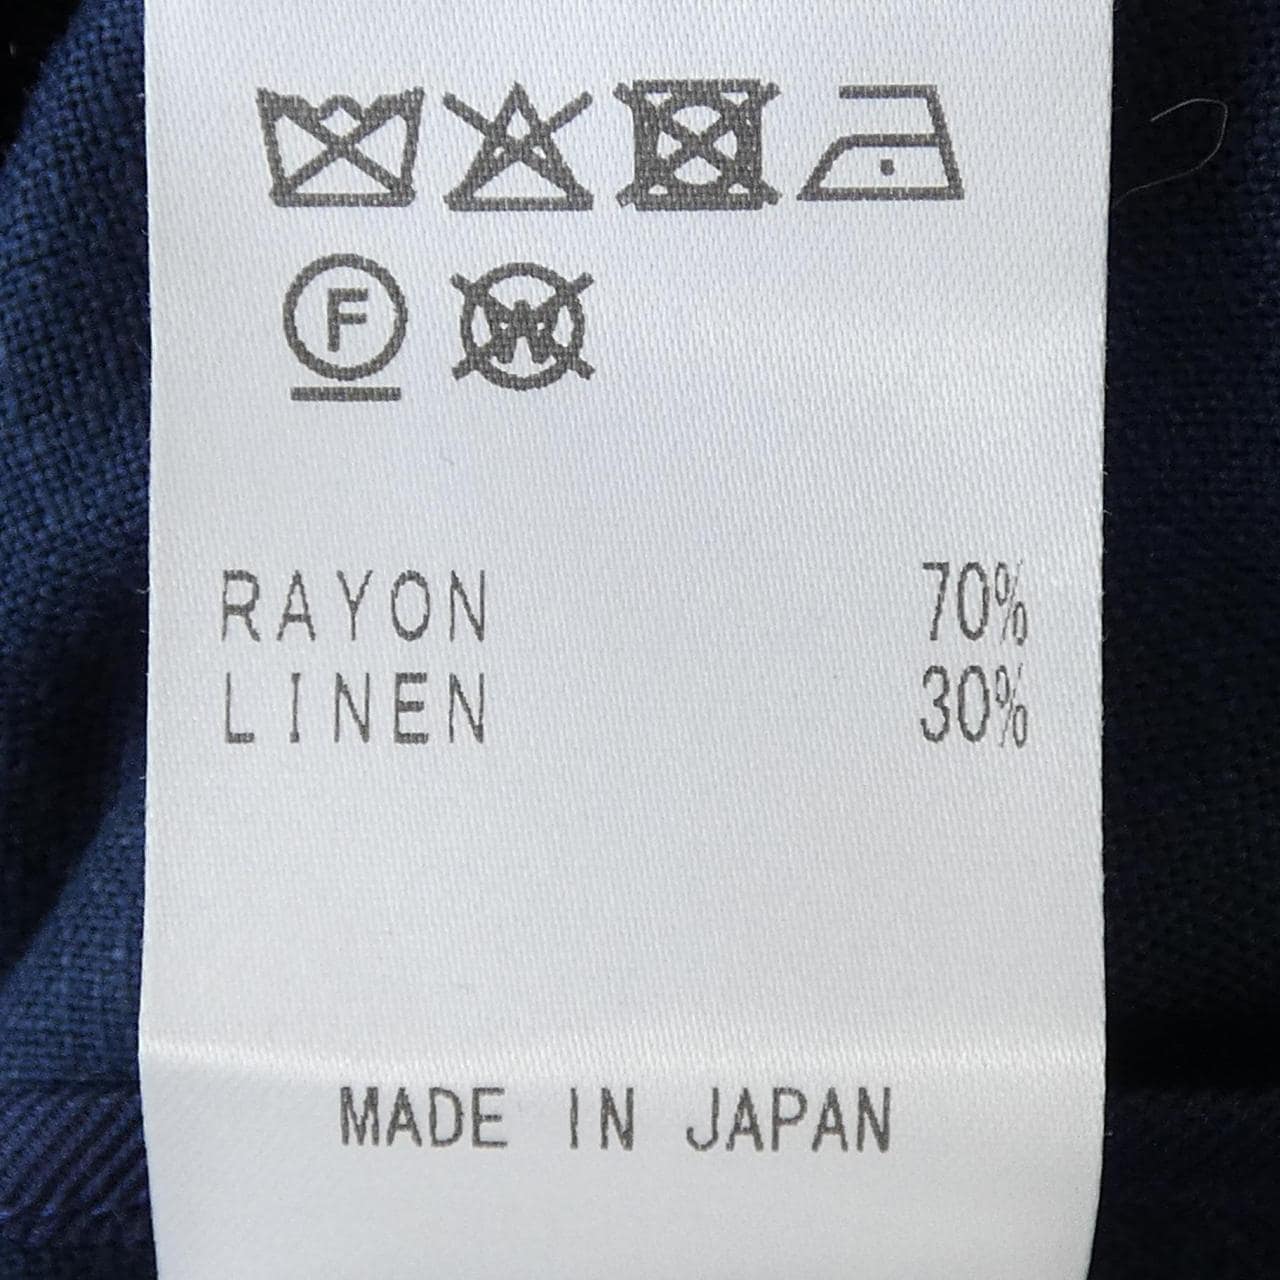 F W
RAYON 70%
LINEN 30%
MADE IN JAPAN